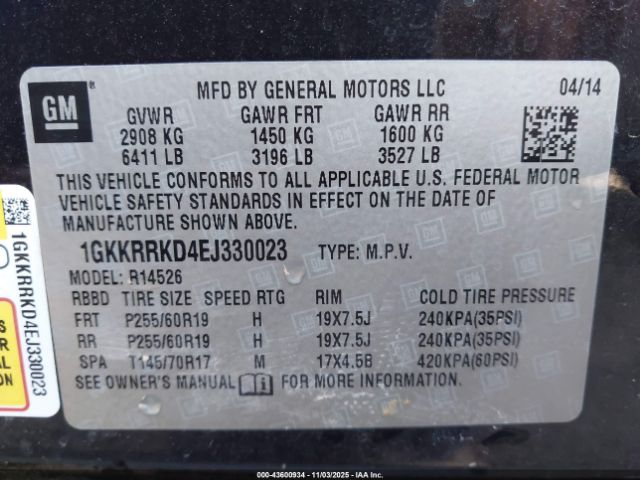 GM
MFD BY GENERAL MOTORS LLC 04/14
GVWR GAWR FRT GAWR RR
2908 KG 1450 KG 1600 KG
6411 LB 3196 LB 3527 LB
THIS VEHICLE CONFORMS TO ALL APPLICABLE U.S. FEDERAL MOTOR
VEHICLE SAFETY STANDARDS IN EFFECT ON THE DATE OF
MANUFACTURE SHOWN ABOVE.
1GKKRRKD4EJ330023 TYPE: M.P.V.
MODEL: R14526
RBBD TIRE SIZE SPEED RTG RIM COLD TIRE PRESSURE
FRT P255/60R19 H 19X7.5J 240KPA(35PSI)
RR P255/60R19 H 19X7.5J 240KPA(35PSI)
SPA T145/70R17 M 17X4.5B 420KPA(60PSI)
SEE OWNER'S MANUAL FOR MORE INFORMATION.
1GKKRRKD4EJ330023
000-43600934 - 11/03/2025 - IAAI.COM